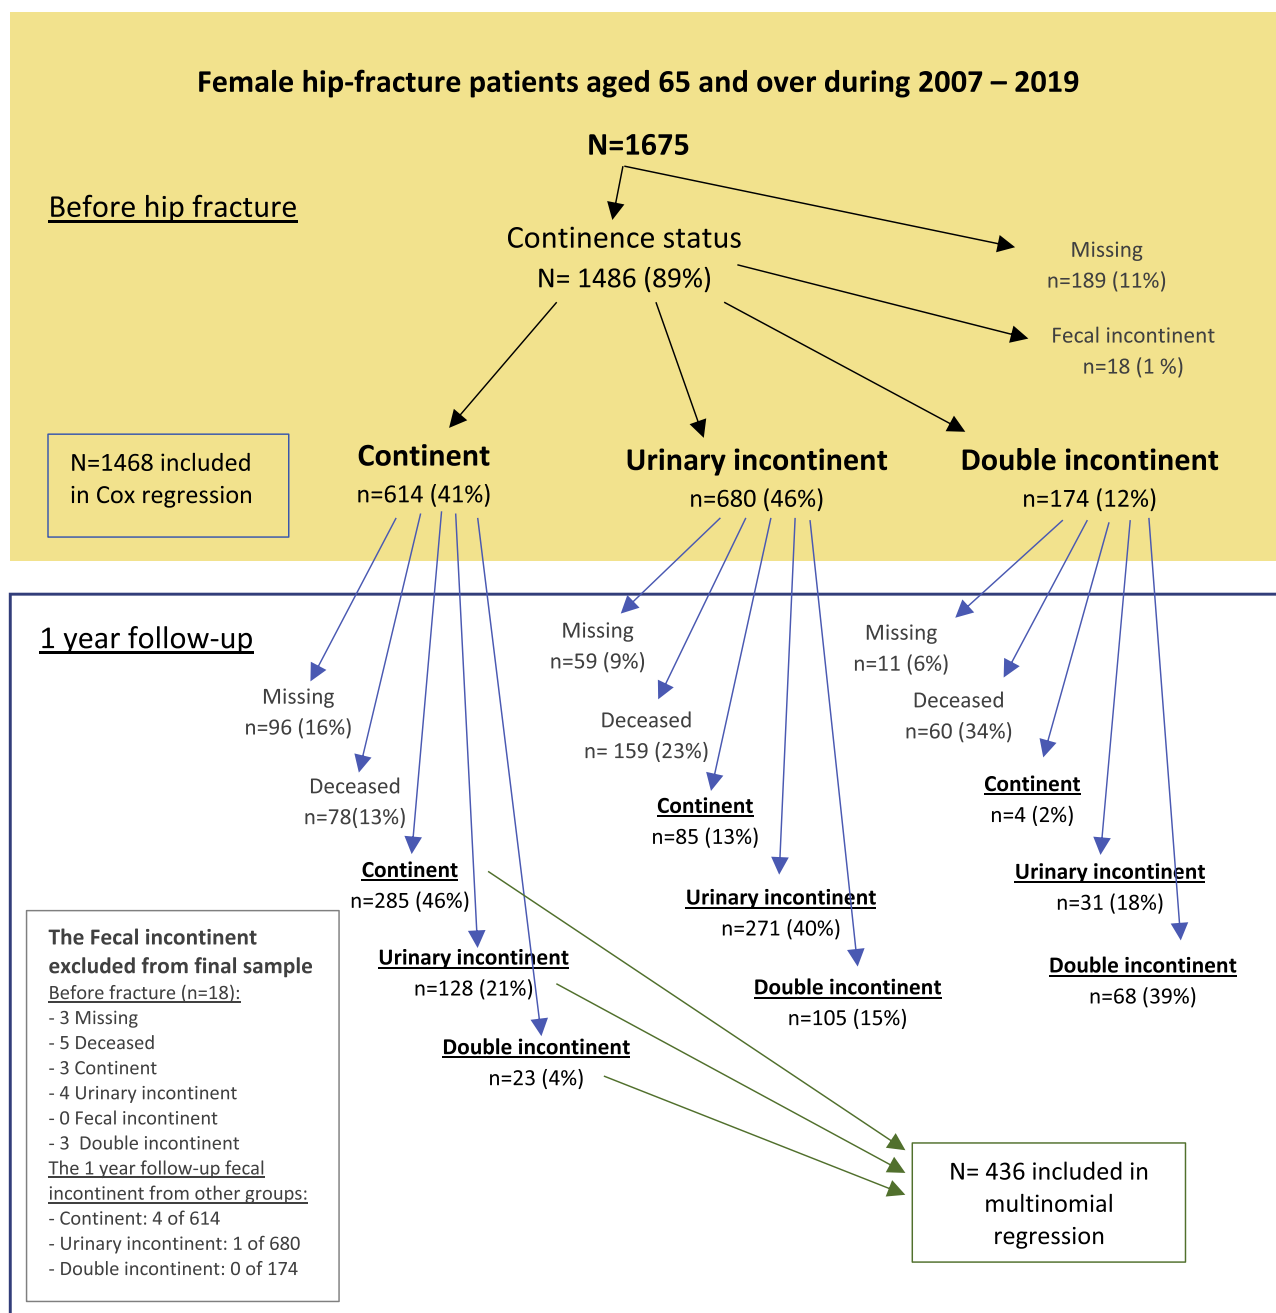 Female hip-fracture patients aged 65 and over during 2007 – 2019
N=1675
Before hip fracture
Continence status
N= 1486 (89%)
Missing
n=189 (11%)
Fecal incontinent
n=18 (1 %)
N=1468 included
in Cox regression
Continent
n=614 (41%)
Urinary incontinent
n=680 (46%)
Double incontinent
n=174 (12%)
1 year follow-up
Missing
n=96 (16%)
Deceased
n=78(13%)
Continent
n=285 (46%)
Urinary incontinent
n=128 (21%)
Double incontinent
n=23 (4%)
Missing
n=59 (9%)
Deceased
n= 159 (23%)
Continent
n=85 (13%)
Urinary incontinent
n=271 (40%)
Double incontinent
n=105 (15%)
Missing
n=11 (6%)
Deceased
n=60 (34%)
Continent
n=4 (2%)
Urinary incontinent
n=31 (18%)
Double incontinent
n=68 (39%)
The Fecal incontinent
excluded from final sample
Before fracture (n=18):
- 3 Missing
- 5 Deceased
- 3 Continent
- 4 Urinary incontinent
- 0 Fecal incontinent
- 3  Double incontinent
The 1 year follow-up fecal
incontinent from other groups:
- Continent: 4 of 614
- Urinary incontinent: 1 of 680
- Double incontinent: 0 of 174
N= 436 included in
multinomial
regression